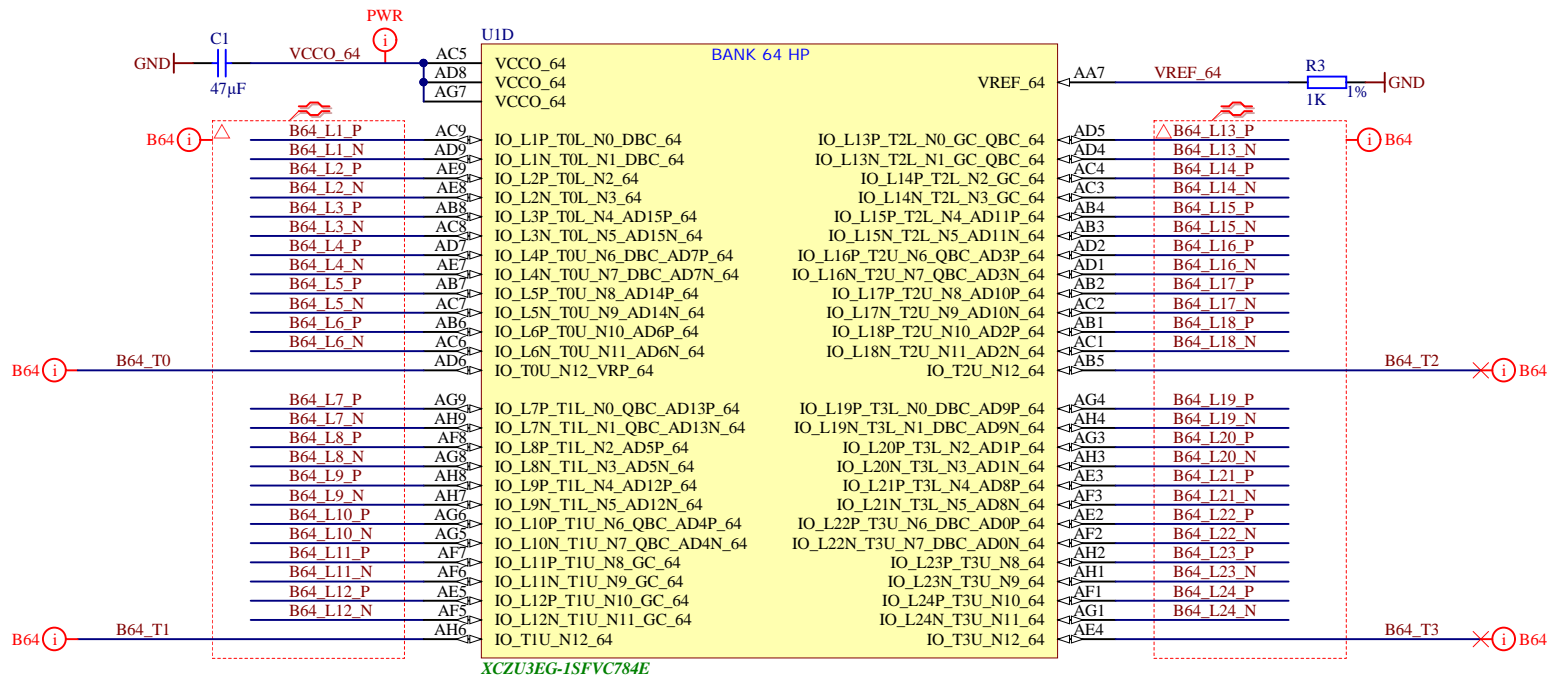 PWR
U1D
C1
GND
47µF
VCCO_64
BANK 64 HP
AC5 VCCO_64
AD8 VCCO_64
AG7 VCCO_64
VREF_64 AA7 VREF_64
R3
1K
1%
GND
B64 i B64_L1_P AC9 IO_L1P_T0L_N0_DBC_64 IO_L13P_T2L_N0_GC_QBC_64 AD5 B64_L13_P i B64
B64_L1_N AD9 IO_L1N_T0L_N1_DBC_64 IO_L13N_T2L_N1_GC_QBC_64 AD4 B64_L13_N
B64_L2_P AE9 IO_L2P_T0L_N2_64 IO_L14P_T2L_N2_GC_64 AC4 B64_L14_P
B64_L2_N AE8 IO_L2N_T0L_N3_64 IO_L14N_T2L_N3_GC_64 AC3 B64_L14_N
B64_L3_P AB8 IO_L3P_T0L_N4_AD15P_64 IO_L15P_T2L_N4_AD11P_64 AB4 B64_L15_P
B64_L3_N AC8 IO_L3N_T0L_N5_AD15N_64 IO_L15N_T2L_N5_AD11N_64 AB3 B64_L15_N
B64_L4_P AD7 IO_L4P_T0U_N6_DBC_AD7P_64 IO_L16P_T2U_N6_QBC_AD3P_64 AD2 B64_L16_P
B64_L4_N AE7 IO_L4N_T0U_N7_DBC_AD7N_64 IO_L16N_T2U_N7_QBC_AD3N_64 AD1 B64_L16_N
B64_L5_P AB7 IO_L5P_T0U_N8_AD14P_64 IO_L17P_T2U_N8_AD10P_64 AB2 B64_L17_P
B64_L5_N AC7 IO_L5N_T0U_N9_AD14N_64 IO_L17N_T2U_N9_AD10N_64 AC2 B64_L17_N
B64_L6_P AB6 IO_L6P_T0U_N10_AD6P_64 IO_L18P_T2U_N10_AD2P_64 AB1 B64_L18_P
B64_L6_N AC6 IO_L6N_T0U_N11_AD6N_64 IO_L18N_T2U_N11_AD2N_64 AC1 B64_L18_N
B64 i B64_T0 AD6 IO_T0U_N12_VRP_64 IO_T2U_N12_64 AB5 B64_T2 i B64
B64_L7_P AG9 IO_L7P_T1L_N0_QBC_AD13P_64 IO_L19P_T3L_N0_DBC_AD9P_64 AG4 B64_L19_P
B64_L7_N AH9 IO_L7N_T1L_N1_QBC_AD13N_64 IO_L19N_T3L_N1_DBC_AD9N_64 AH4 B64_L19_N
B64_L8_P AF8 IO_L8P_T1L_N2_AD5P_64 IO_L20P_T3L_N2_AD1P_64 AG3 B64_L20_P
B64_L8_N AG8 IO_L8N_T1L_N3_AD5N_64 IO_L20N_T3L_N3_AD1N_64 AH3 B64_L20_N
B64_L9_P AH8 IO_L9P_T1L_N4_AD12P_64 IO_L21P_T3L_N4_AD8P_64 AE3 B64_L21_P
B64_L9_N AH7 IO_L9N_T1L_N5_AD12N_64 IO_L21N_T3L_N5_AD8N_64 AF3 B64_L21_N
B64_L10_P AG6 IO_L10P_T1U_N6_QBC_AD4P_64 IO_L22P_T3U_N6_DBC_AD0P_64 AE2 B64_L22_P
B64_L10_N AG5 IO_L10N_T1U_N7_QBC_AD4N_64 IO_L22N_T3U_N7_DBC_AD0N_64 AF2 B64_L22_N
B64_L11_P AF7 IO_L11P_T1U_N8_GC_64 IO_L23P_T3U_N8_64 AH2 B64_L23_P
B64_L11_N AF6 IO_L11N_T1U_N9_GC_64 IO_L23N_T3U_N9_64 AH1 B64_L23_N
B64_L12_P AE5 IO_L12P_T1U_N10_GC_64 IO_L24P_T3U_N10_64 AF1 B64_L24_P
B64_L12_N AF5 IO_L12N_T1U_N11_GC_64 IO_L24N_T3U_N11_64 AG1 B64_L24_N
B64 i B64_T1 AH6 IO_T1U_N12_64 IO_T3U_N12_64 AE4 B64_T3 i B64
XCZU3EG-1SFVC784E